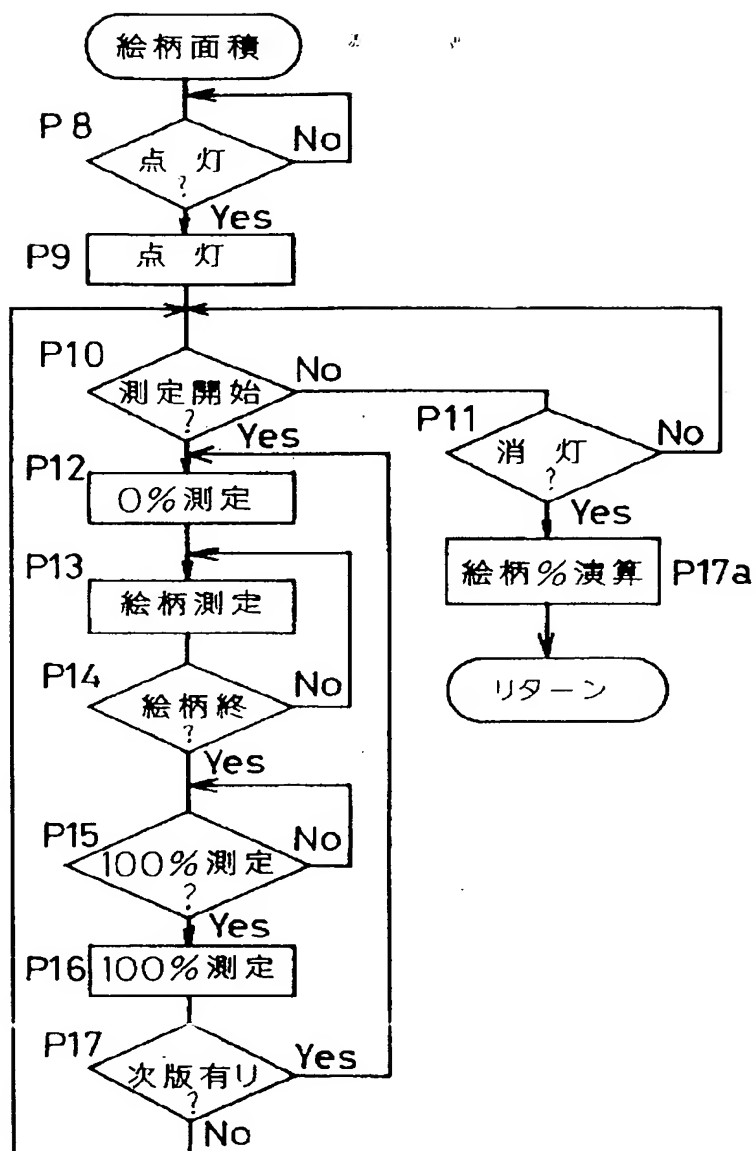 絵柄面積
P8
点灯
?
No
Yes
P9
点灯
P10
測定開始
?
No
Yes
P11
消灯
?
No
Yes
P12
0%測定
P13
絵柄測定
絵柄%演算
P17a
P14
絵柄終
?
No
Yes
リターン
P15
100%測定
?
No
Yes
P16
100%測定
P17
次版有リ
?
Yes
No